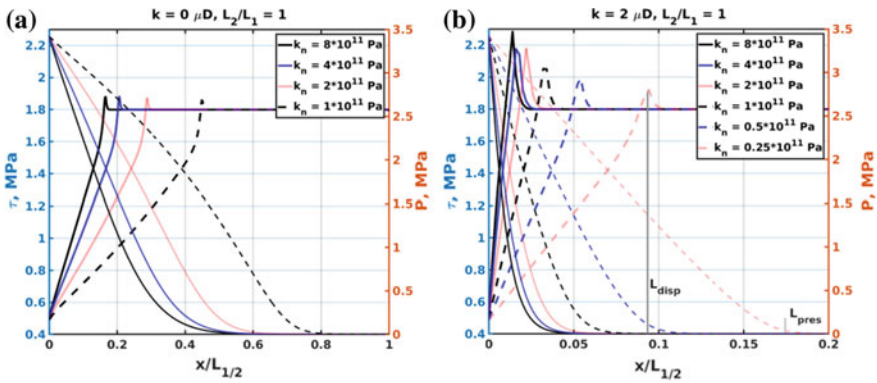 (a)
k = 0 μD, L2/L1 = 1
2.2
2
1.8
1.6
1.4
1.2
1
0.8
0.6
0.4
τ, MPa
kn = 8*10^11 Pa
kn = 4*10^11 Pa
kn = 2*10^11 Pa
kn = 1*10^11 Pa
3.5
3
2.5
2
1.5
1
0.5
0
P, MPa
0 0.2 0.4 0.6 0.8 1
x/L1/2
(b)
k = 2 μD, L2/L1 = 1
2.2
2
1.8
1.6
1.4
1.2
1
0.8
0.6
0.4
τ, MPa
kn = 8*10^11 Pa
kn = 4*10^11 Pa
kn = 2*10^11 Pa
kn = 1*10^11 Pa
kn = 0.5*10^11 Pa
kn = 0.25*10^11 Pa
Ldisp
Lpres
3.5
3
2.5
2
1.5
1
0.5
0
P, MPa
0 0.05 0.1 0.15 0.2
x/L1/2